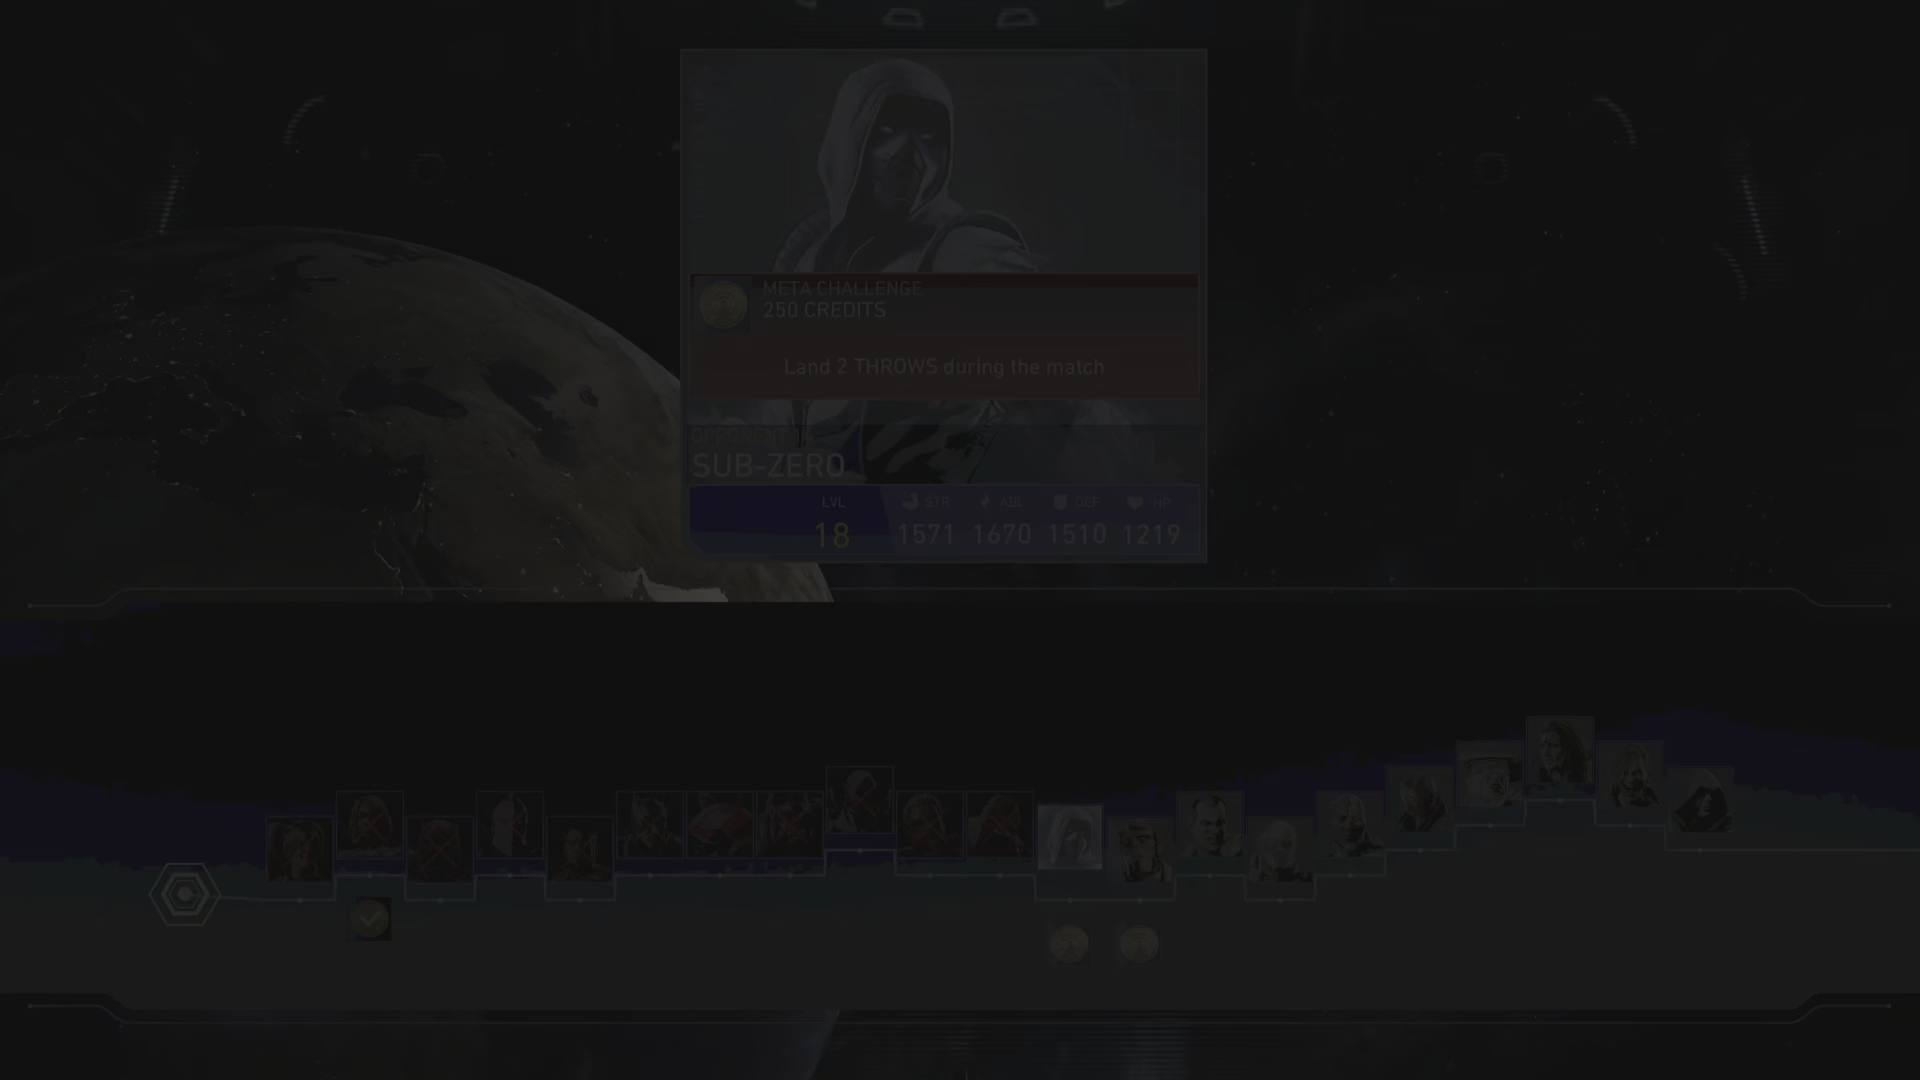 META CHALLENGE
250 CREDITS
Land 2 THROWS during the match
OPPONENT
SUB-ZERO
LVL STR ABL DEF HP
18 1571 1670 1510 1219